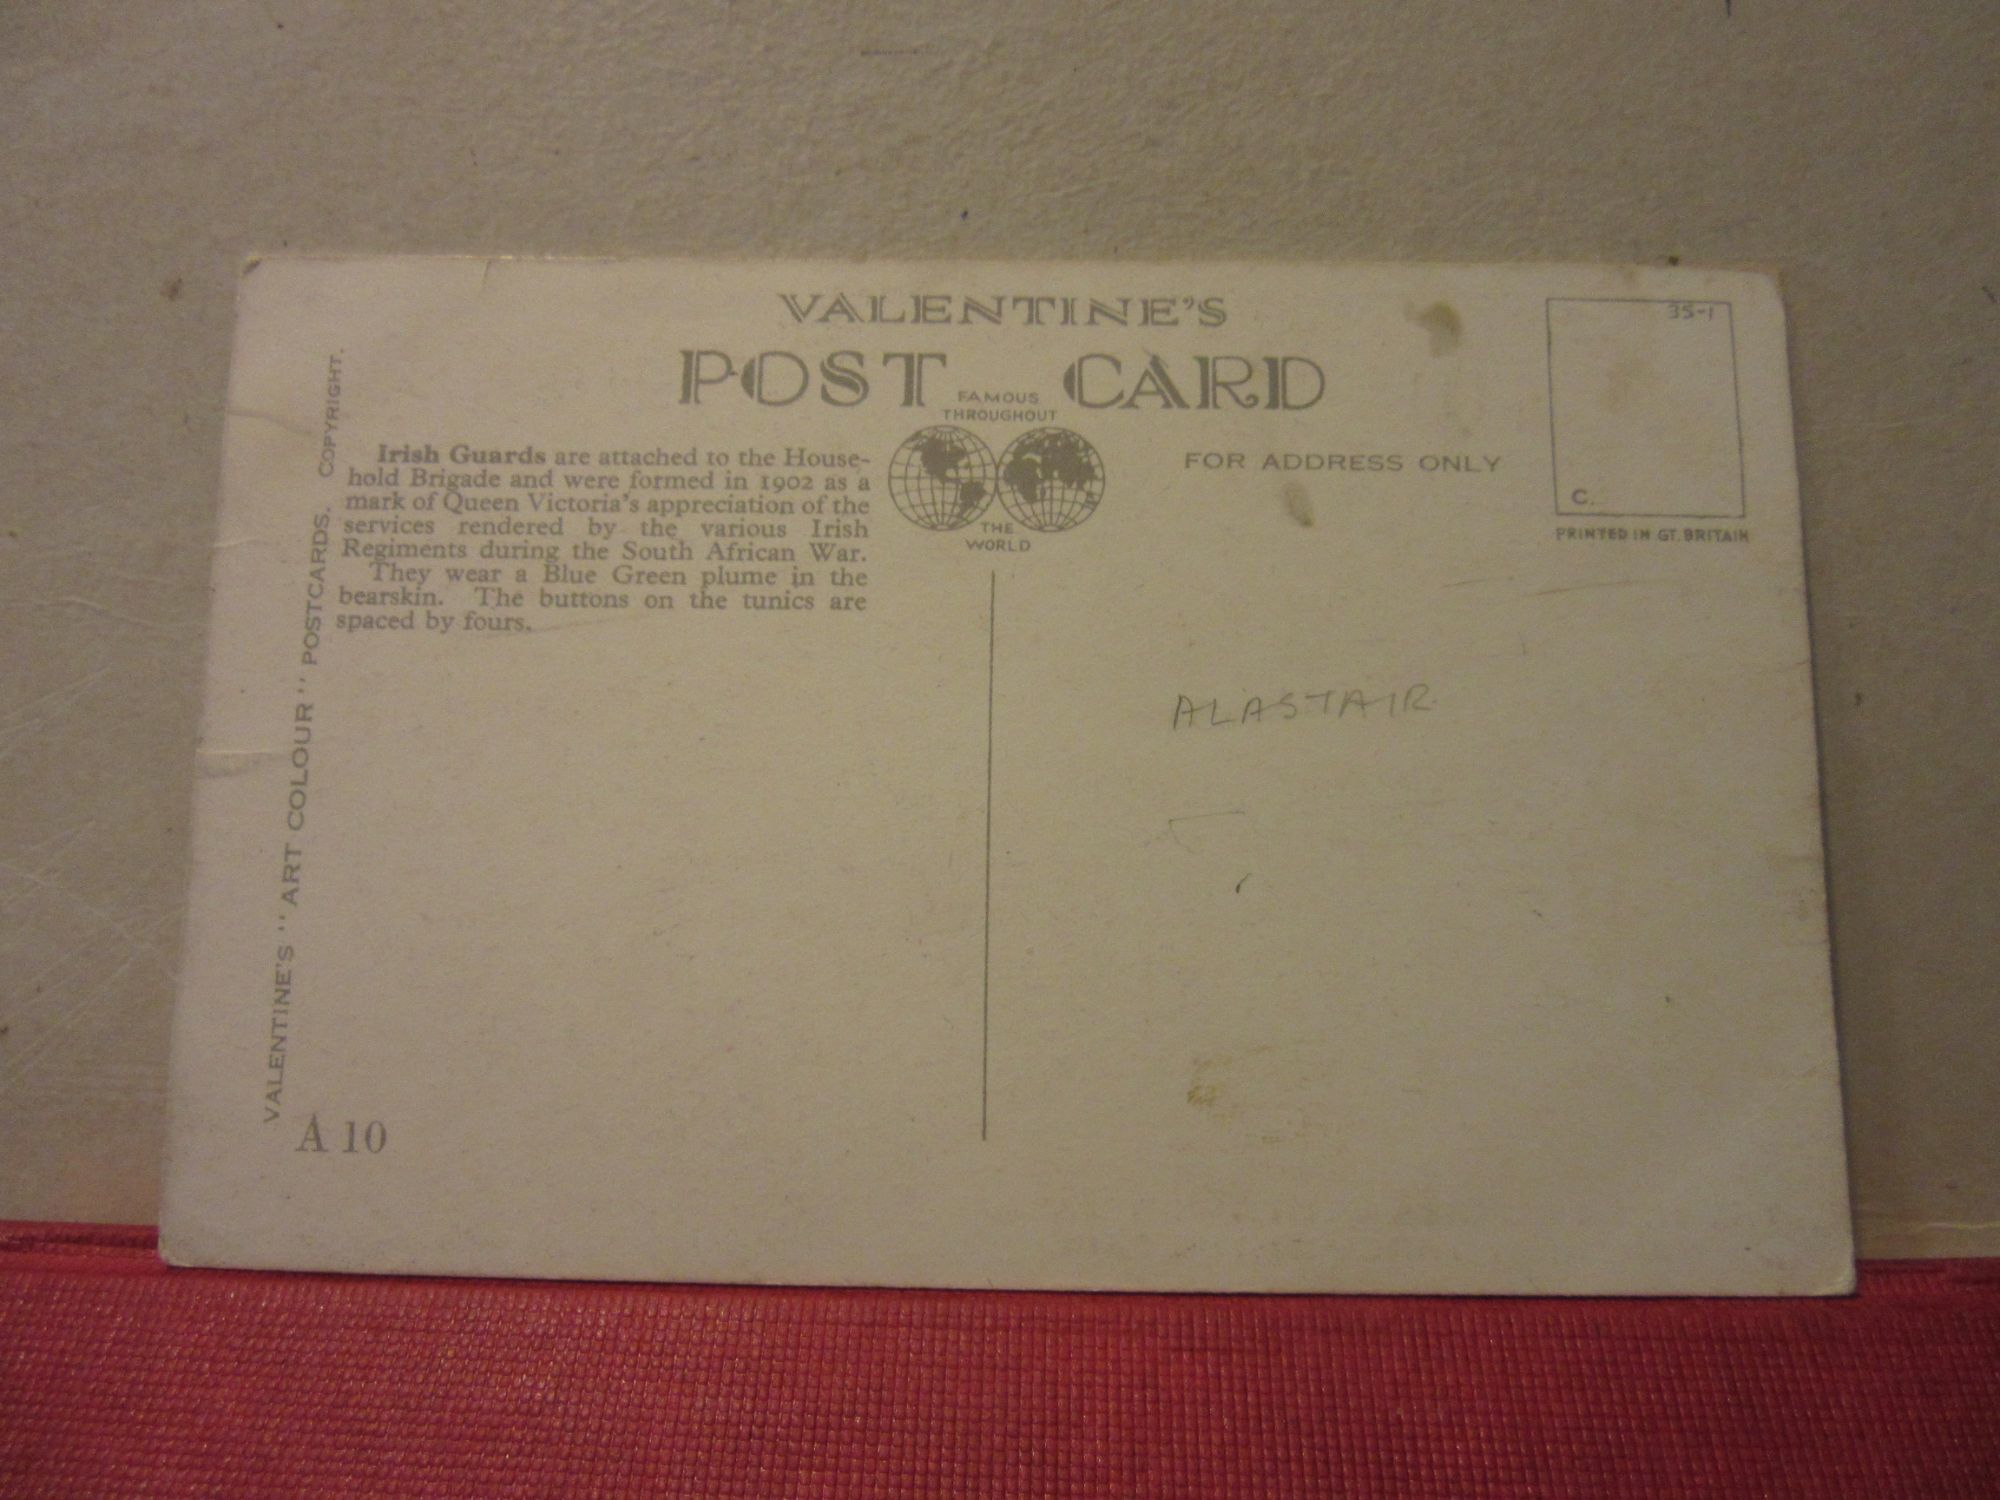 VALENTINE'S
POST CARD
FAMOUS
THROUGHOUT
THE
WORLD
FOR ADDRESS ONLY
35-1
C.
PRINTED IN GT. BRITAIN
Irish Guards are attached to the House-
hold Brigade and were formed in 1902 as a
mark of Queen Victoria's appreciation of the
services rendered by the various Irish
Regiments during the South African War.
They wear a Blue Green plume in the
bearskin. The buttons on the tunics are
spaced by fours.
ALASTAIR
VALENTINE'S "ART COLOUR" POSTCARDS. COPYRIGHT.
A 10